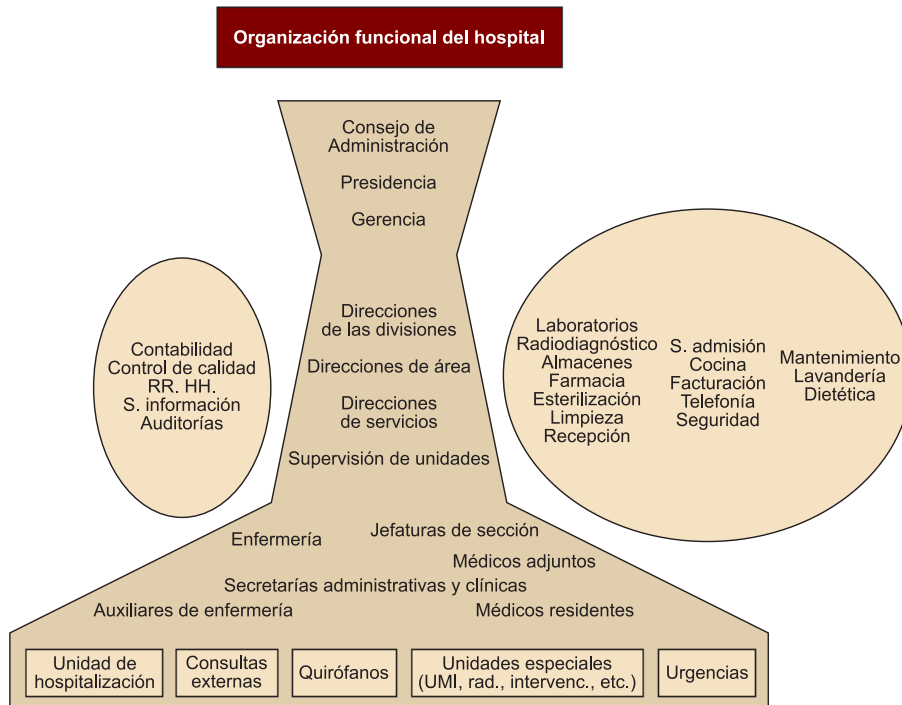 Organización funcional del hospital
Consejo de
Administración
Presidencia
Gerencia
Direcciones
de las divisiones
Direcciones de área
Direcciones
de servicios
Supervisión de unidades
Contabilidad
Control de calidad
RR. HH.
S. información
Auditorías
Laboratorios
Radiodiagnóstico
Almacenes
Farmacia
Esterilización
Limpieza
Recepción
S. admisión
Cocina
Facturación
Telefonía
Seguridad
Mantenimiento
Lavandería
Dietética
Jefaturas de sección
Enfermería
Médicos adjuntos
Secretarías administrativas y clínicas
Auxiliares de enfermería
Médicos residentes
Unidad de
hospitalización
Consultas
externas
Quirófanos
Unidades especiales
(UMI, rad., intervenc., etc.)
Urgencias